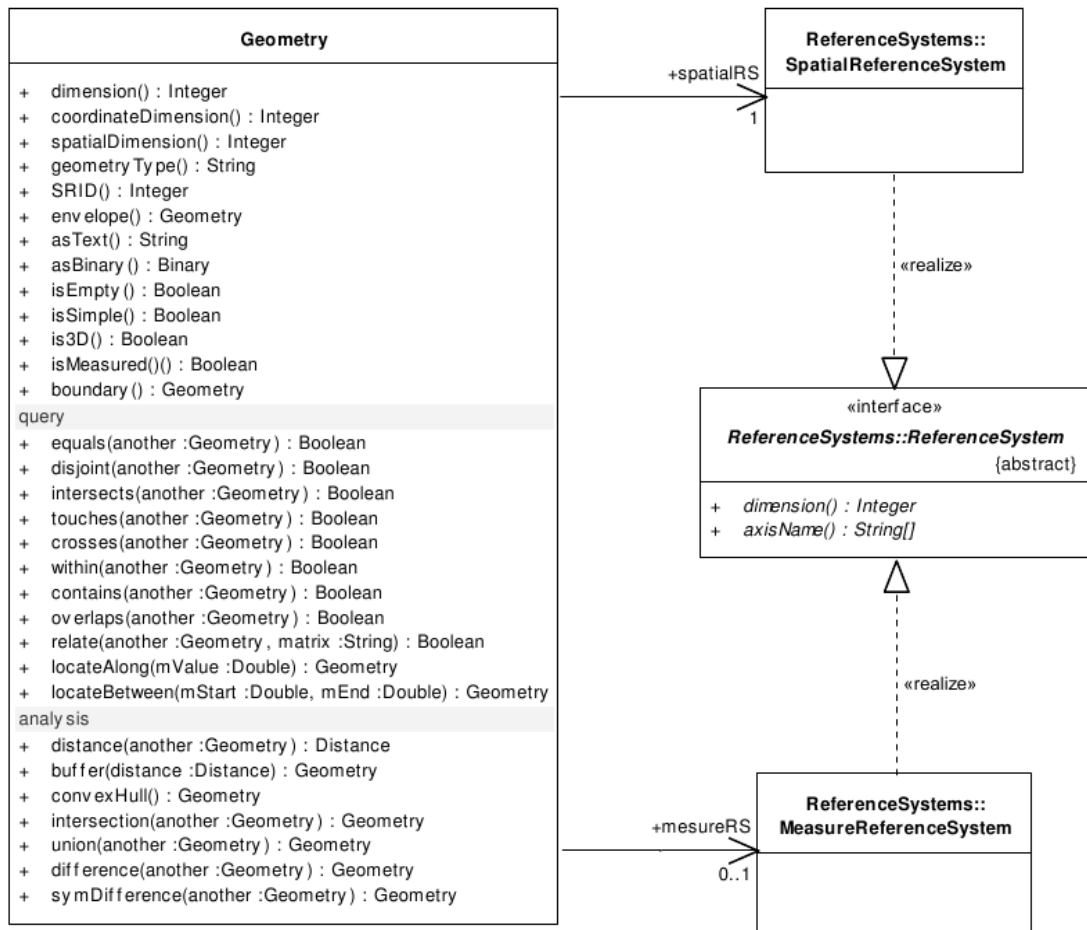 Geometry
+ dimension() : Integer
+ coordinateDimension() : Integer
+ spatialDimension() : Integer
+ geometryType() : String
+ SRID() : Integer
+ envelope() : Geometry
+ asText() : String
+ asBinary() : Binary
+ isEmpty() : Boolean
+ isSimple() : Boolean
+ is3D() : Boolean
+ isMeasured()() : Boolean
+ boundary() : Geometry
query
+ equals(another :Geometry) : Boolean
+ disjoint(another :Geometry) : Boolean
+ intersects(another :Geometry) : Boolean
+ touches(another :Geometry) : Boolean
+ crosses(another :Geometry) : Boolean
+ within(another :Geometry) : Boolean
+ contains(another :Geometry) : Boolean
+ overlaps(another :Geometry) : Boolean
+ relate(another :Geometry, matrix :String) : Boolean
+ locateAlong(mValue :Double) : Geometry
+ locateBetween(mStart :Double, mEnd :Double) : Geometry
analysis
+ distance(another :Geometry) : Distance
+ buffer(distance :Distance) : Geometry
+ convexHull() : Geometry
+ intersection(another :Geometry) : Geometry
+ union(another :Geometry) : Geometry
+ difference(another :Geometry) : Geometry
+ symDifference(another :Geometry) : Geometry
+spatialRS
1
ReferenceSystems::
SpatialReferenceSystem
«realize»
«interface»
ReferenceSystems::ReferenceSystem
{abstract}
+ dimension() : Integer
+ axisName() : String[]
«realize»
+mesureRS
0..1
ReferenceSystems::
MeasureReferenceSystem